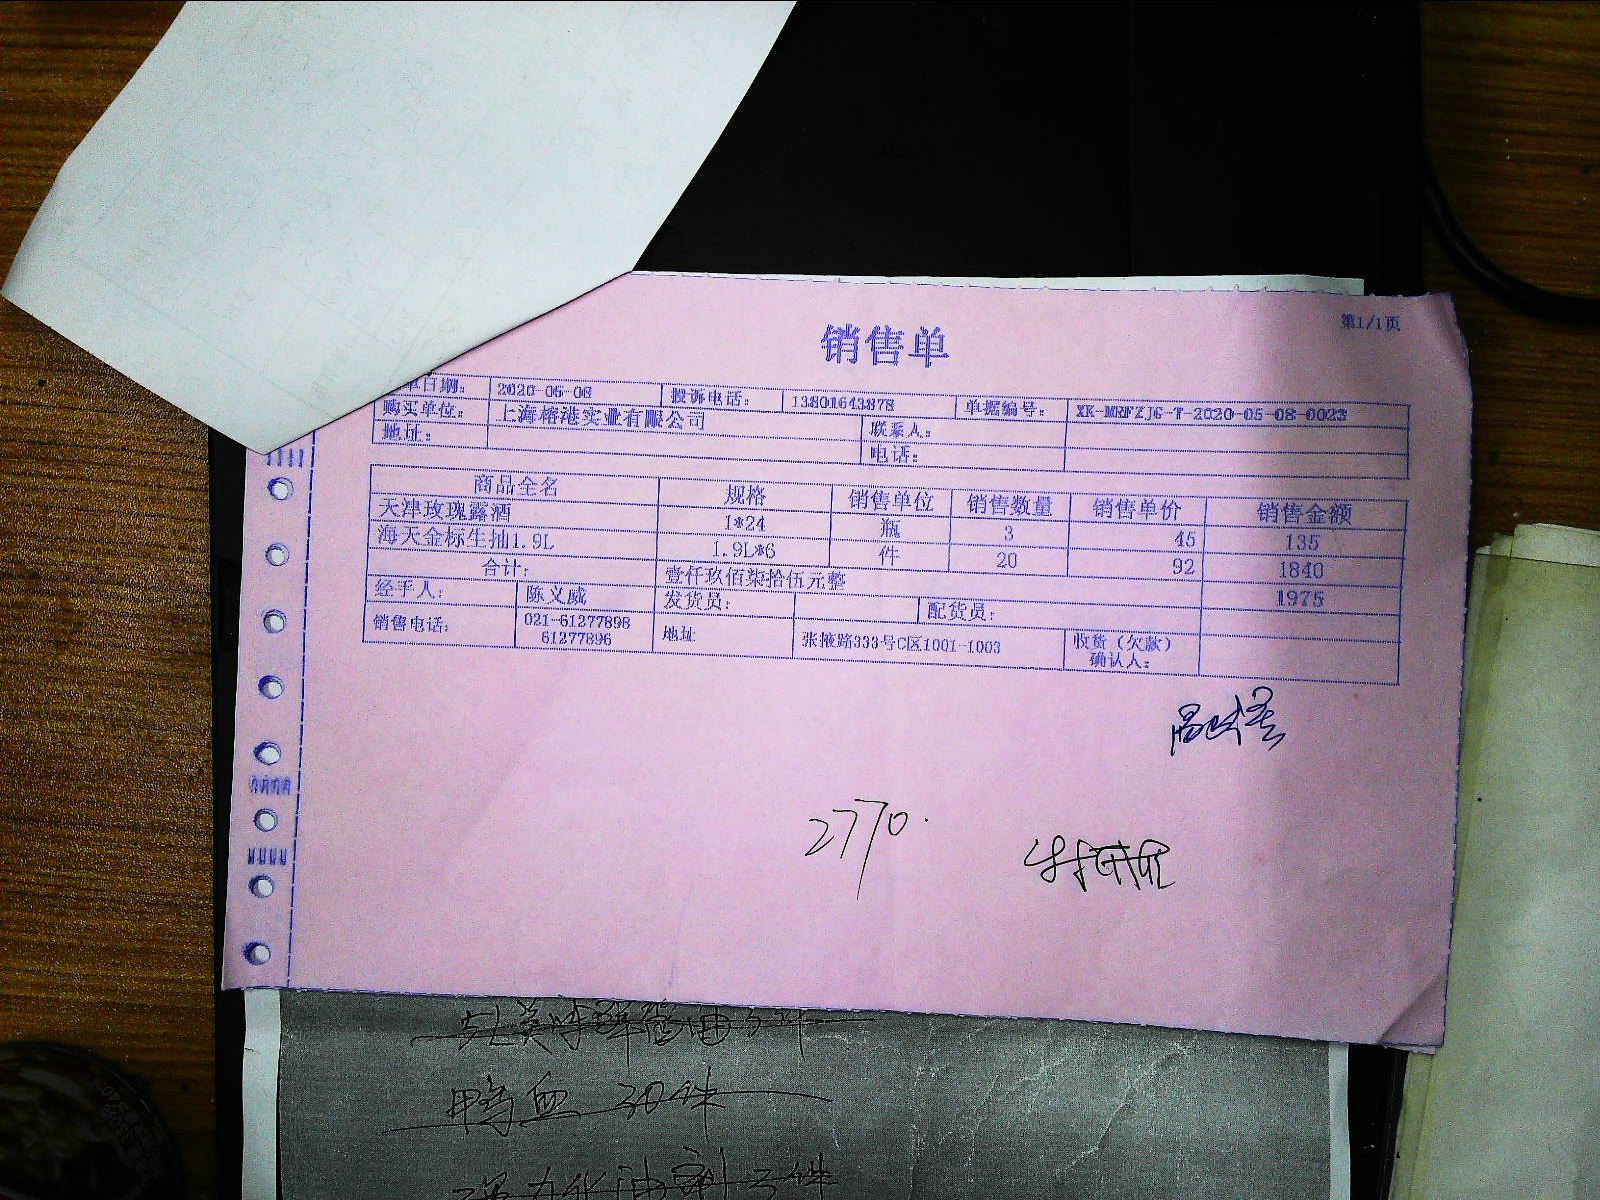 销售单
第1/1页
单日期: 2020-05-08 投诉电话: 13801643878 单据编号: XK-MRFZJG-T-2020-05-08-0023
购买单位: 上海榕港实业有限公司 联系人:
地址: 电话:
商品全名 规格 销售单位 销售数量 销售单价 销售金额
天津玫瑰露酒 1*24 瓶 3 45 135
海天金标生抽1.9L 1.9L*6 件 20 92 1840
合计: 壹仟玖佰柒拾伍元整 1975
经手人: 陈义威 发货员: 配货员:
销售电话: 021-61277898 61277896 地址 张掖路333号C区1001-1003 收货（欠款）确认人:
2770.
鸭血 30件